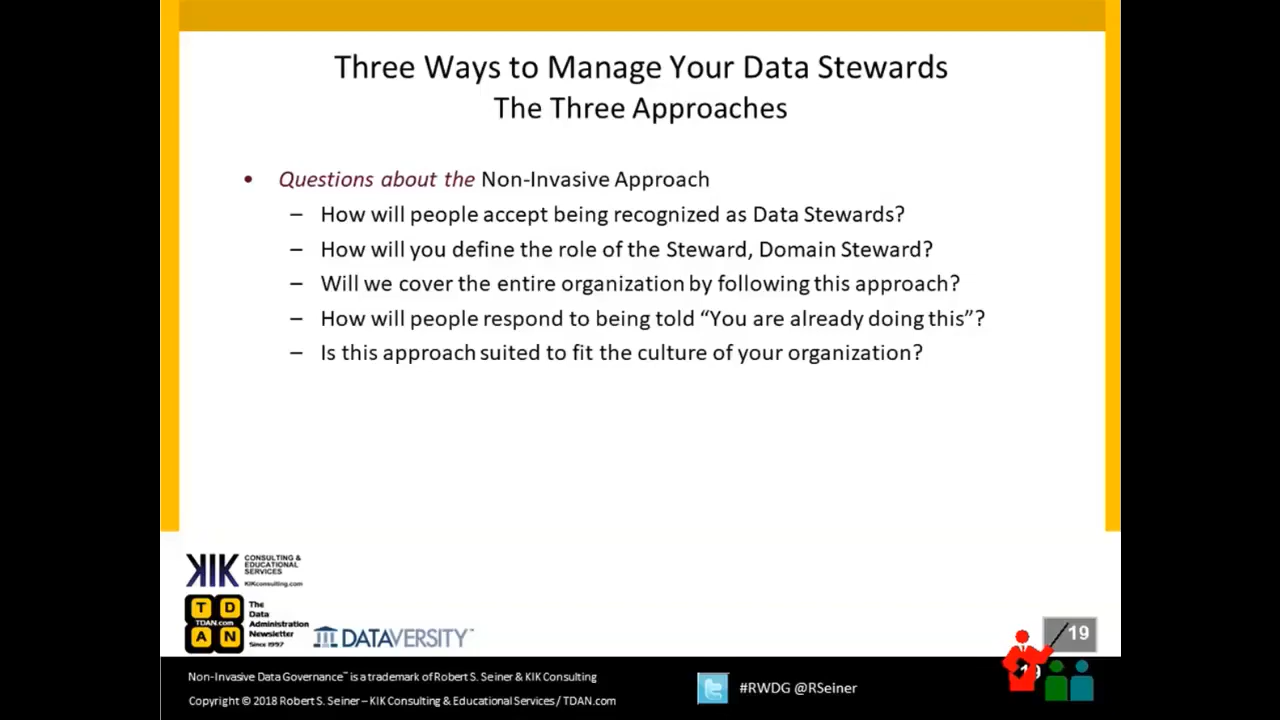 Three Ways to Manage Your Data Stewards
The Three Approaches
• Questions about the Non-Invasive Approach
– How will people accept being recognized as Data Stewards?
– How will you define the role of the Steward, Domain Steward?
– Will we cover the entire organization by following this approach?
– How will people respond to being told “You are already doing this”?
– Is this approach suited to fit the culture of your organization?
KIK
CONSULTING &
EDUCATIONAL
SERVICES
KIKconsulting.com
T D
TDAN.com
A N
The
Data
Administration
Newsletter
Since 1997
DATAVERSITY™
19
Non-Invasive Data Governance™ is a trademark of Robert S. Seiner & KIK Consulting
Copyright © 2018 Robert S. Seiner – KIK Consulting & Educational Services / TDAN.com
#RWDG @RSeiner